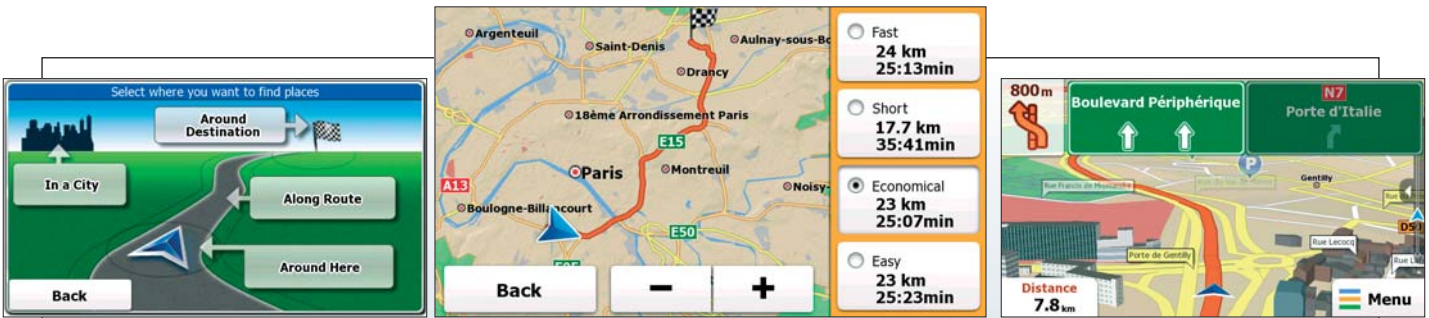 Select where you want to find places
Around
Destination
In a City
Along Route
Around Here
Back
Argenteuil
Saint-Denis
Aulnay-sous-Bo
Drancy
18ème Arrondissement Paris
E15
Paris
Montreuil
A13
Noisy-
Boulogne-Billancourt
E50
Back
Fast
24 km
25:13min
Short
17.7 km
35:41min
Economical
23 km
25:07min
Easy
23 km
25:23min
800 m
Boulevard Périphérique
N7
Porte d'Italie
P
Gentilly
Rue Lecocq
Porte de Gentilly
Distance
7.8 km
Menu